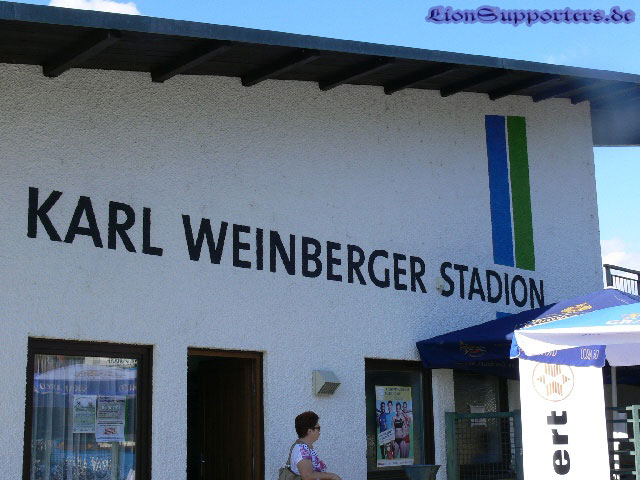 LionSupporters.de
KARL WEINBERGER STADION
ert